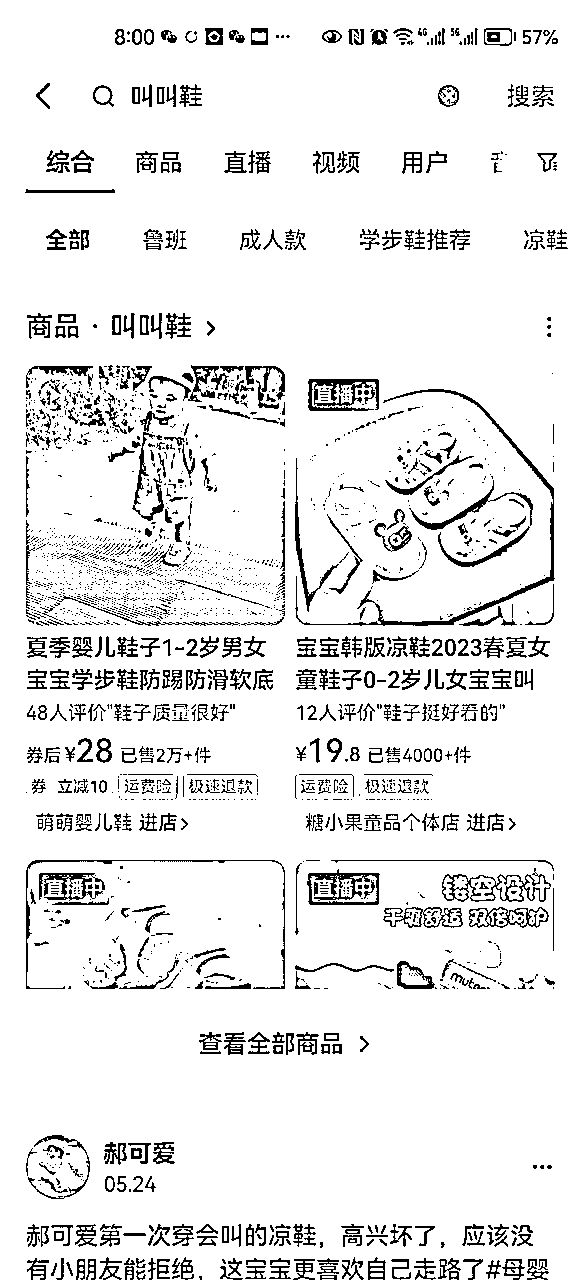 8:00 57%
叫叫鞋 搜索
综合 商品 直播 视频 用户
全部 鲁班 成人款 学步鞋推荐 凉鞋
商品 · 叫叫鞋 >
直播中
夏季婴儿鞋子1-2岁男女
宝宝学步鞋防踢防滑软底
48人评价"鞋子质量很好"
券后¥28 已售2万+件
券 立减10 运费险 极速退款
萌萌婴儿鞋 进店>
宝宝韩版凉鞋2023春夏女
童鞋子0-2岁儿女宝宝叫
12人评价"鞋子挺好看的"
¥19.8 已售4000+件
运费险 极速退款
糖小果童品个体店 进店>
直播中
直播中
镂空设计
干爽舒适 双倍呵护
查看全部商品 >
郝可爱
05.24
郝可爱第一次穿会叫的凉鞋，高兴坏了，应该没
有小朋友能拒绝，这宝宝更喜欢自己走路了#母婴